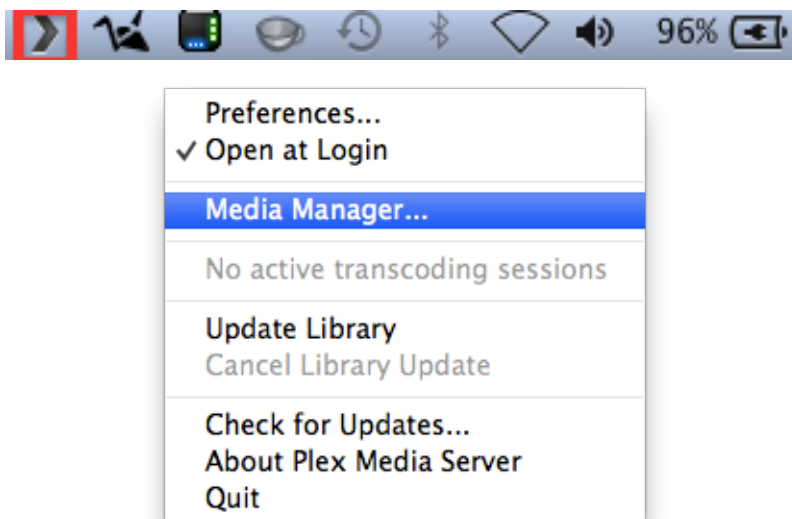 96%
Preferences...
Open at Login
Media Manager...
No active transcoding sessions
Update Library
Cancel Library Update
Check for Updates...
About Plex Media Server
Quit